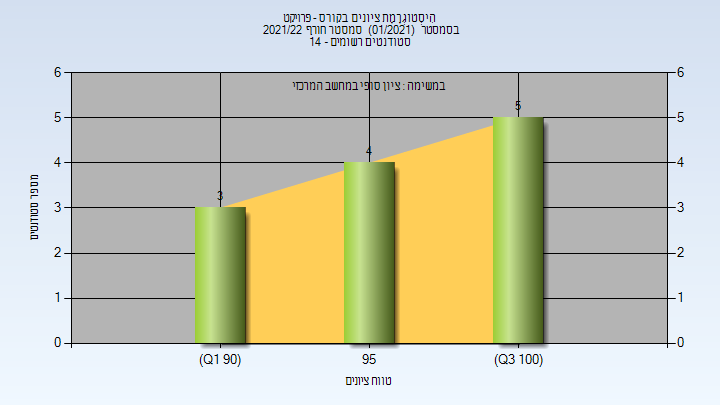 היסטוגרמת ציונים בקורס - פרויקט
בסמסטר (01/2021) סמסטר חורף 2021/22
סטודנטים רשומים - 14
במשימה : ציון סופי במחשב המרכזי
מספר סטודנטים
6
5
4
3
2
1
0
6
5
4
3
2
1
0
3
4
5
(Q1 90)
95
(Q3 100)
טווח ציונים